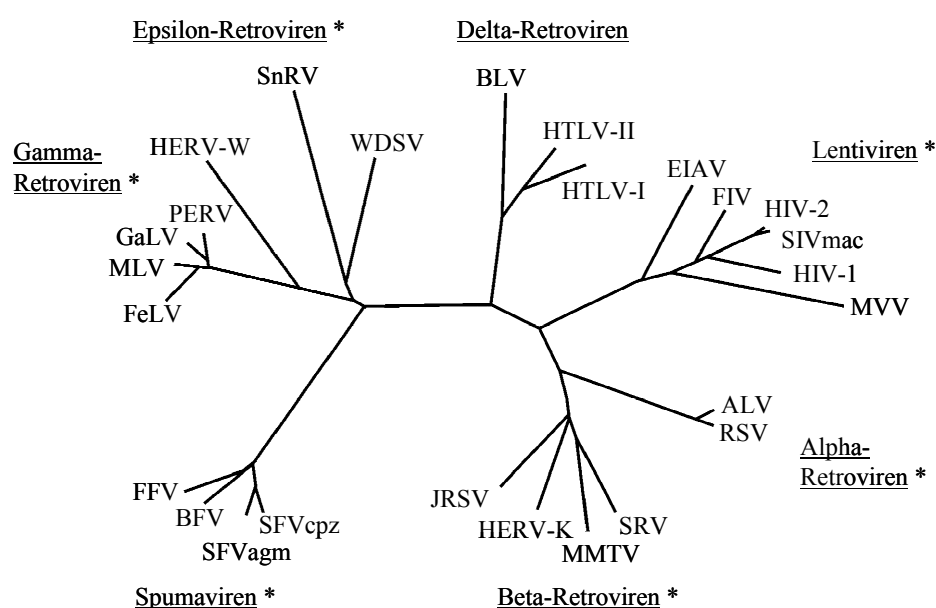 Epsilon-Retroviren *
Delta-Retroviren
SnRV
BLV
HTLV-II
HERV-W
WDSV
Gamma-
Retroviren *
Lentiviren *
EIAV
HTLV-I
FIV
PERV
HIV-2
GaLV
SIVmac
MLV
HIV-1
FeLV
MVV
ALV
RSV
Alpha-
Retroviren *
FFV
JRSV
BFV
SFVcpz
HERV-K
SRV
SFVagm
MMTV
Spumaviren *
Beta-Retroviren *